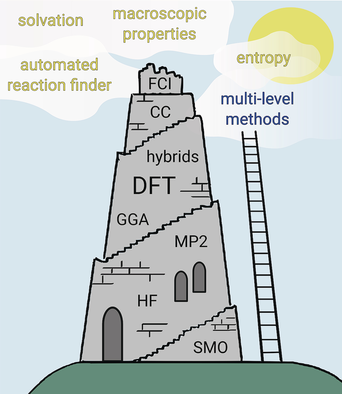 solvation
macroscopic
properties
automated
reaction finder
entropy
multi-level
methods
FCI
CC
hybrids
DFT
GGA
MP2
HF
SMO